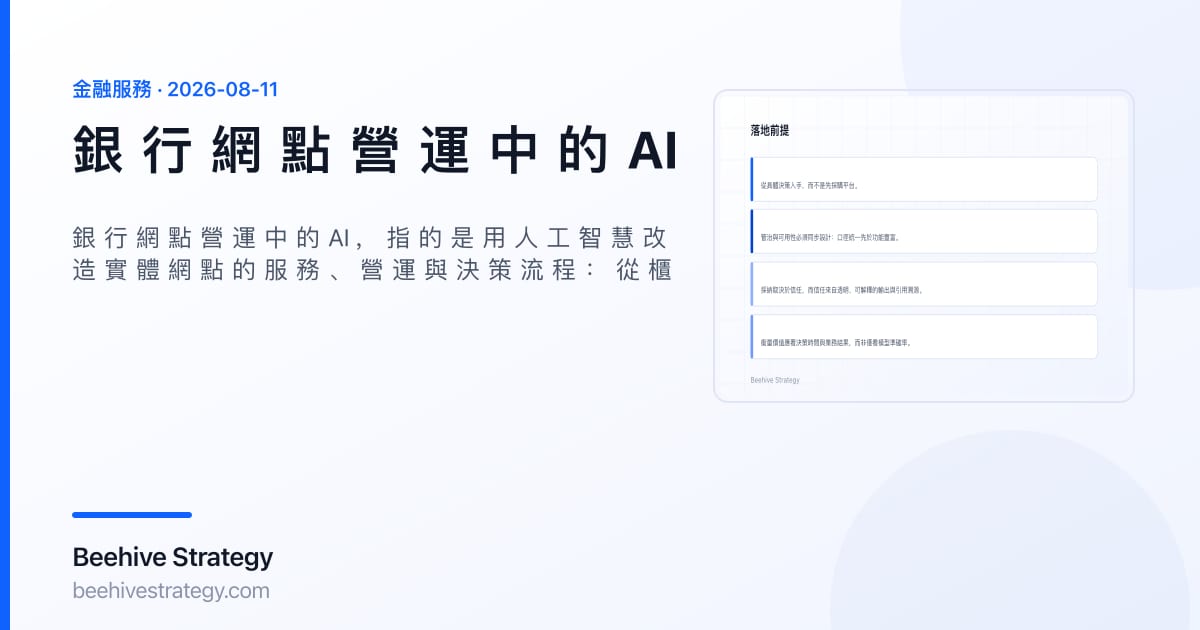 金融服務 · 2026-08-11
銀行網點營運中的 AI
銀行網點營運中的 AI，指的是用人工智慧改
造實體網點的服務、營運與決策流程：從櫃
落地前提
從具體決策入手，而不是先採購平台。
管治與可用性必須同步設計：口徑統一先於功能豐富。
採納取決於信任，而信任來自透明、可解釋的輸出與引用溯源。
衡量價值應看決策時間與業務結果，而非僅看模型準確率。
Beehive Strategy
Beehive Strategy
beehivestrategy.com